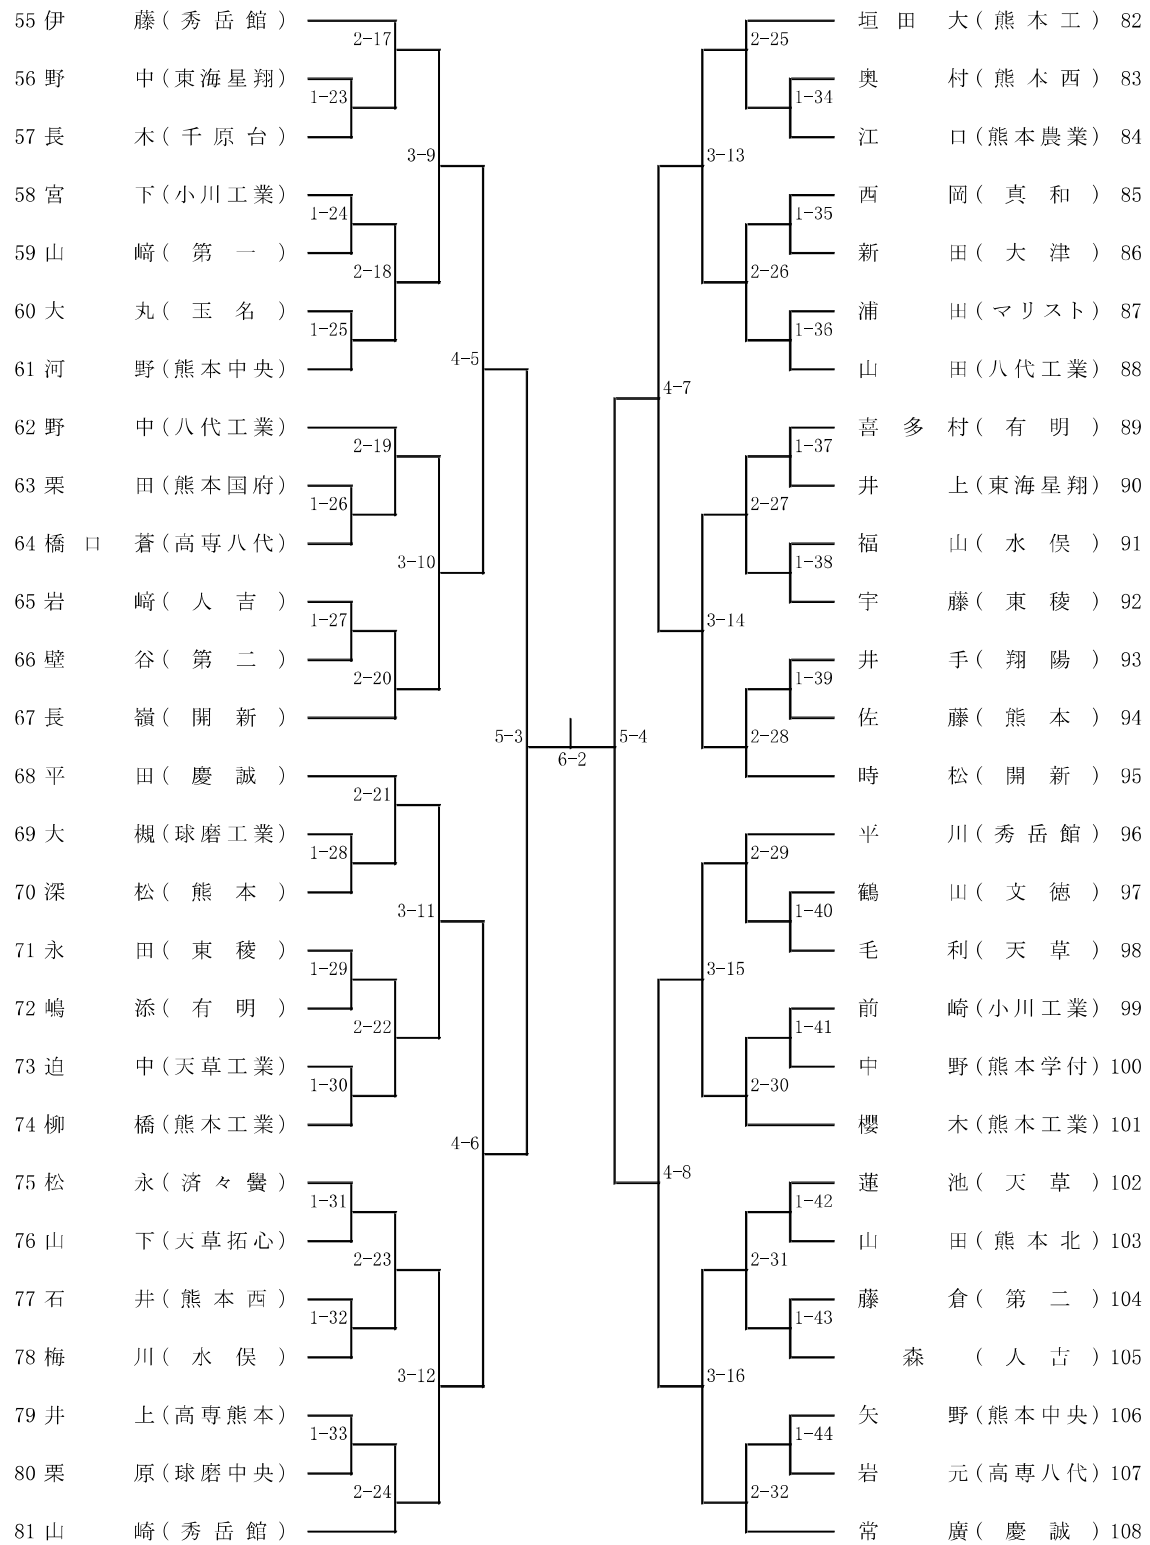 55 伊藤(秀岳館)
2-17
56 野中(東海星翔)
1-23
57 長木(千原台)
3-9
58 宮下(小川工業)
1-24
59 山﨑(第一)
2-18
60 大丸(玉名)
1-25
61 河野(熊本中央)
4-5
62 野中(八代工業)
2-19
63 栗田(熊本国府)
1-26
64 橋口蒼(高専八代)
3-10
65 岩﨑(人吉)
1-27
66 壁谷(第二)
2-20
67 長嶺(開新)
5-3
68 平田(慶誠)
2-21
69 大槻(球磨工業)
1-28
70 深松(熊本)
3-11
71 永田(東稜)
1-29
72 嶋添(有明)
2-22
73 迫中(天草工業)
1-30
74 柳橋(熊本工業)
4-6
75 松永(済々黌)
1-31
76 山下(天草拓心)
2-23
77 石井(熊本西)
1-32
78 梅川(水俣)
3-12
79 井上(高専熊本)
1-33
80 栗原(球磨中央)
2-24
81 山崎(秀岳館)
6-2
垣田大(熊本工) 82
2-25
奥村(熊本西) 83
1-34
江口(熊本農業) 84
3-13
西岡(真和) 85
1-35
新田(大津) 86
2-26
浦田(マリスト) 87
1-36
山田(八代工業) 88
4-7
喜多村(有明) 89
1-37
井上(東海星翔) 90
2-27
福山(水俣) 91
1-38
宇藤(東稜) 92
3-14
井手(翔陽) 93
1-39
佐藤(熊本) 94
2-28
5-4
時松(開新) 95
平川(秀岳館) 96
2-29
鶴田(文徳) 97
1-40
毛利(天草) 98
3-15
前崎(小川工業) 99
1-41
中野(熊本学付) 100
2-30
櫻木(熊本工業) 101
4-8
蓮池(天草) 102
1-42
山田(熊本北) 103
2-31
藤倉(第二) 104
1-43
森(人吉) 105
3-16
矢野(熊本中央) 106
1-44
岩元(高専八代) 107
2-32
常廣(慶誠) 108